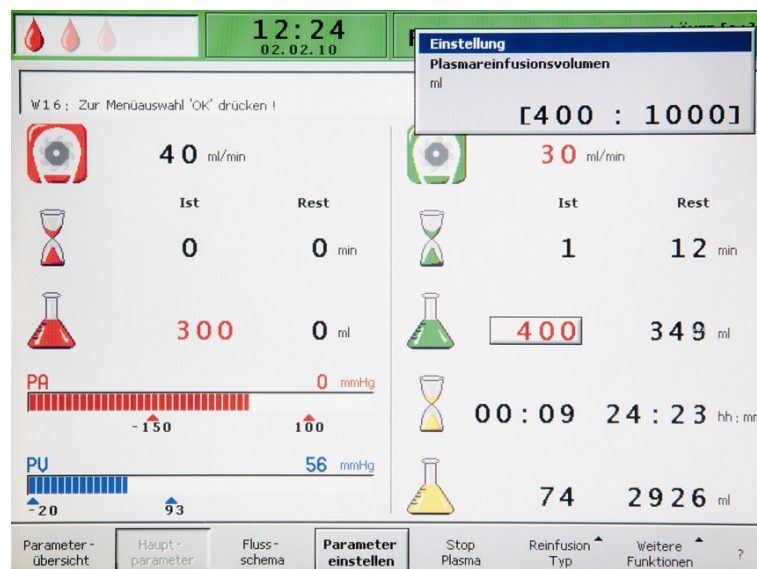 12:24
02.02.10
Einstellung
Plasmareinfusionsvolumen
ml
[400 : 1000]
W16: Zur Menüauswahl 'OK' drücken !
40 ml/min
30 ml/min
Ist Rest
Ist Rest
0 0 min
1 12 min
300 0 ml
400 349 ml
PA 0 mmHg
-150 100
00:09 24:23 hh:mm
PV 56 mmHg
-20 93
74 2926 ml
Parameter-
übersicht
Haupt-
parameter
Fluss-
schema
Parameter
einstellen
Stop
Plasma
Reinfusion
Typ
Weitere
Funktionen
?